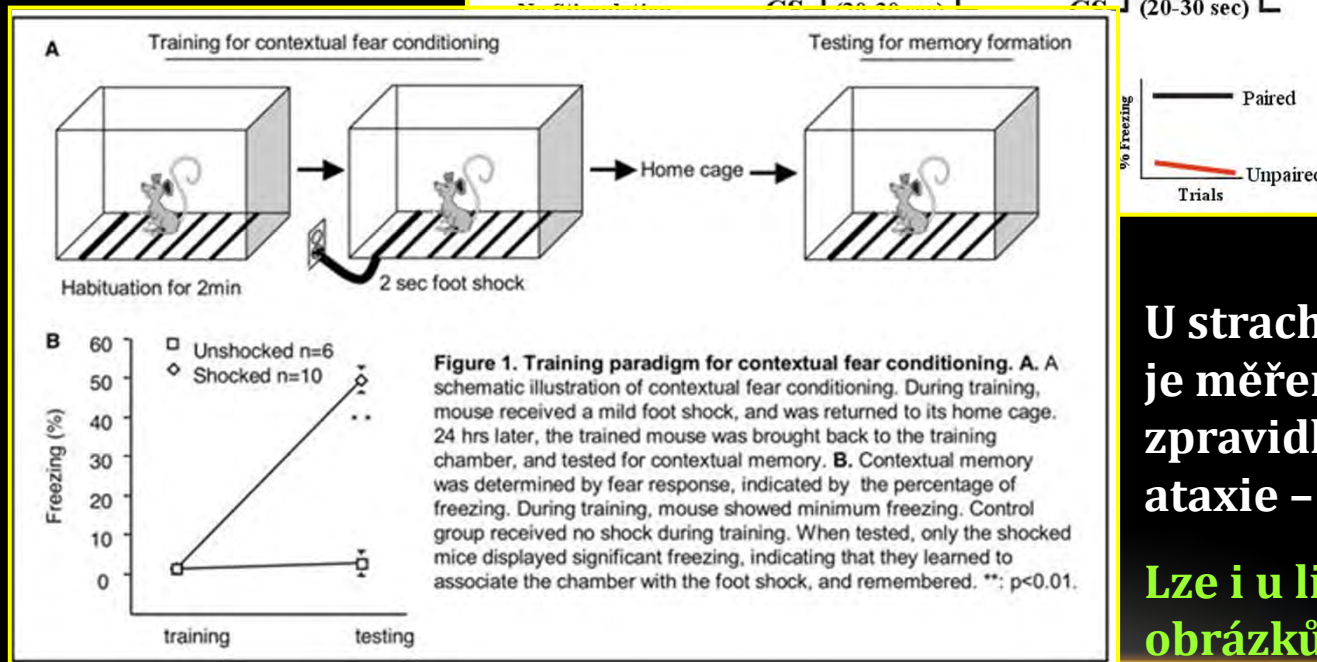 (20-30 sec)
% Freezing
Paired
Unpaired
Trials
A
Training for contextual fear conditioning
Testing for memory formation
Home cage
Habituation for 2min
2 sec foot shock
B
Freezing (%)
60
50
40
30
20
10
0
Unshocked n=6
Shocked n=10
**
training
testing
Figure 1. Training paradigm for contextual fear conditioning. A. A
schematic illustration of contextual fear conditioning. During training,
mouse received a mild foot shock, and was returned to its home cage.
24 hrs later, the trained mouse was brought back to the training
chamber, and tested for contextual memory. B. Contextual memory
was determined by fear response, indicated by the percentage of
freezing. During training, mouse showed minimum freezing. Control
group received no shock during training. When tested, only the shocked
mice displayed significant freezing, indicating that they learned to
associate the chamber with the foot shock, and remembered. **: p<0.01.
U strach
je měřen
zpravidl
ataxie –
Lze i u li
obrázků